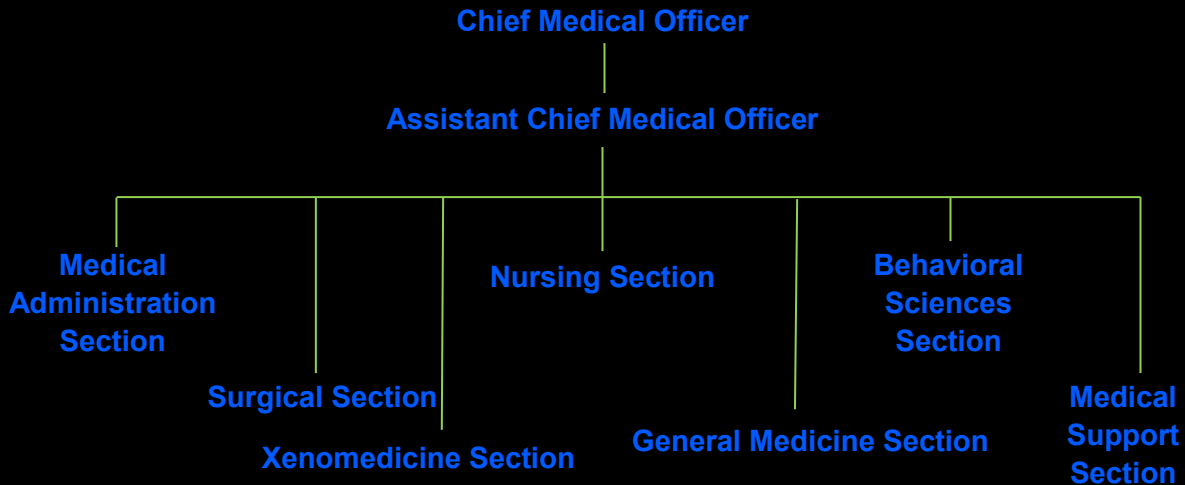 Chief Medical Officer
Assistant Chief Medical Officer
Medical
Administration
Section
Surgical Section
Xenomedicine Section
Nursing Section
General Medicine Section
Behavioral
Sciences
Section
Medical
Support
Section